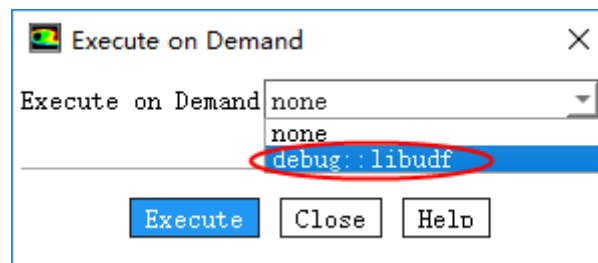 Execute on Demand
Execute on Demand none
none
debug::libudf
Execute Close Help